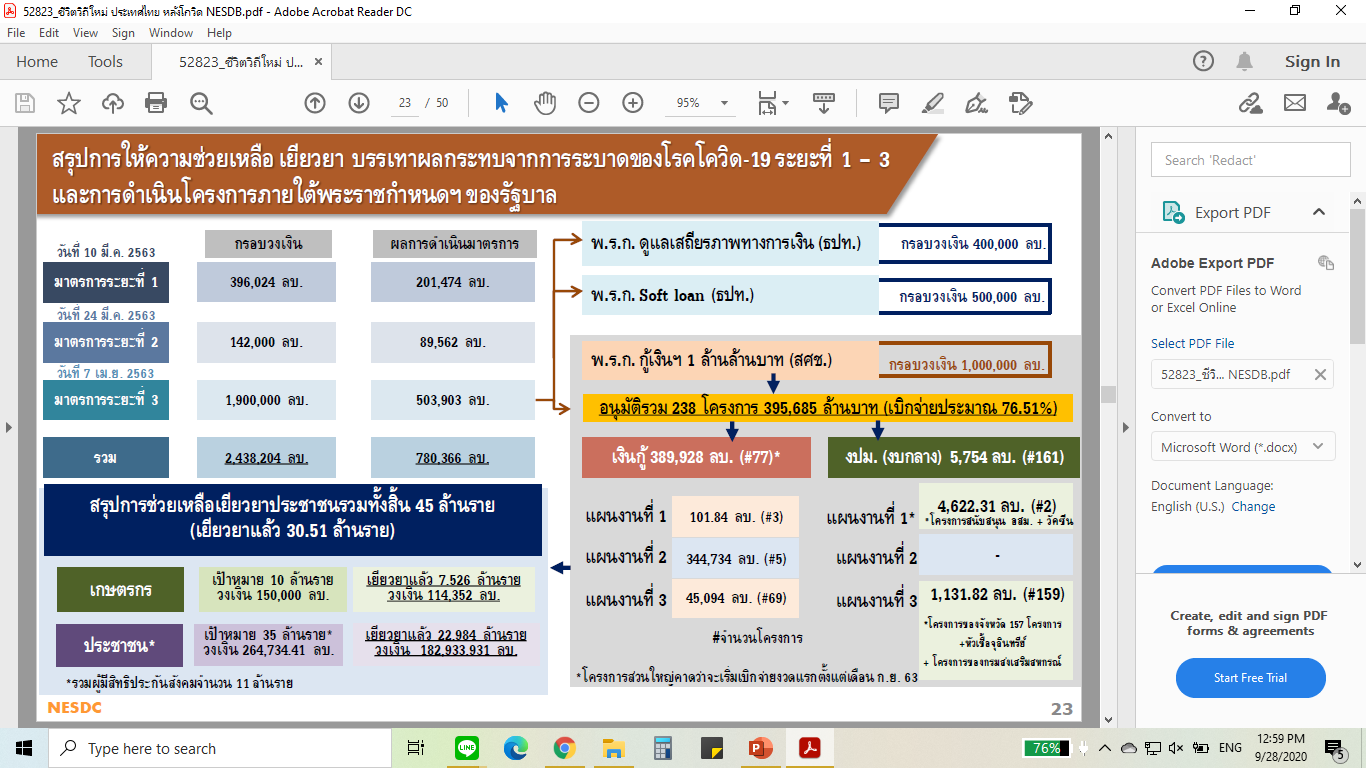 52823_ชีวิตวิถีใหม่ ประเทศไทย หลังโควิด NESDB.pdf - Adobe Acrobat Reader DC
File Edit View Sign Window Help
Home Tools 52823_ชีวิตวิถีใหม่ ป... × Sign In
23 / 50 95%
สรุปการให้ความช่วยเหลือ เยียวยา บรรเทาผลกระทบจากการระบาดของโรคโควิด-19 ระยะที่ 1 – 3
และการดำเนินโครงการภายใต้พระราชกำหนดฯ ของรัฐบาล
วันที่ 10 มี.ค. 2563 กรอบวงเงิน ผลการดำเนินมาตรการ
มาตรการระยะที่ 1 396,024 ลบ. 201,474 ลบ.
วันที่ 24 มี.ค. 2563
มาตรการระยะที่ 2 142,000 ลบ. 89,562 ลบ.
วันที่ 7 เม.ย. 2563
มาตรการระยะที่ 3 1,900,000 ลบ. 503,903 ลบ.
รวม 2,438,204 ลบ. 780,366 ลบ.
พ.ร.ก. ดูแลเสถียรภาพทางการเงิน (ธปท.) กรอบวงเงิน 400,000 ลบ.
พ.ร.ก. Soft loan (ธปท.) กรอบวงเงิน 500,000 ลบ.
พ.ร.ก. กู้เงินฯ 1 ล้านล้านบาท (สศช.) กรอบวงเงิน 1,000,000 ลบ.
อนุมัติรวม 238 โครงการ 395,685 ล้านบาท (เบิกจ่ายประมาณ 76.51%)
เงินกู้ 389,928 ลบ. (#77)* งปม. (งบกลาง) 5,754 ลบ. (#161)
แผนงานที่ 1 101.84 ลบ. (#3)
แผนงานที่ 2 344,734 ลบ. (#5)
แผนงานที่ 3 45,094 ลบ. (#69)
#จำนวนโครงการ
แผนงานที่ 1* 4,622.31 ลบ. (#2)
*โครงการสนับสนุน อสม. + วัคซีน
แผนงานที่ 2 -
แผนงานที่ 3 1,131.82 ลบ. (#159)
*โครงการของจังหวัด 157 โครงการ
+หัวเชื้อจุลินทรีย์
+ โครงการของกรมส่งเสริมสหกรณ์
*โครงการส่วนใหญ่คาดว่าจะเริ่มเบิกจ่ายงวดแรกตั้งแต่เดือน ก.ย. 63
สรุปการช่วยเหลือเยียวยาประชาชนรวมทั้งสิ้น 45 ล้านราย
(เยียวยาแล้ว 30.51 ล้านราย)
เกษตรกร เป้าหมาย 10 ล้านราย เยียวยาแล้ว 7.526 ล้านราย
วงเงิน 150,000 ลบ. วงเงิน 114,352 ลบ.
ประชาชน* เป้าหมาย 35 ล้านราย* เยียวยาแล้ว 22.984 ล้านราย
วงเงิน 264,734.41 ลบ. วงเงิน 182,933.931 ลบ.
*รวมผู้มีสิทธิประกันสังคมจำนวน 11 ล้านราย
NESDC 23
Search 'Redact'
Export PDF
Adobe Export PDF
Convert PDF Files to Word
or Excel Online
Select PDF File
52823_ชีวิ... NESDB.pdf
Convert to
Microsoft Word (*.docx)
Document Language:
English (U.S.) Change
Create, edit and sign PDF
forms & agreements
Start Free Trial
Type here to search
LINE
76%
ENG
12:59 PM
9/28/2020
5